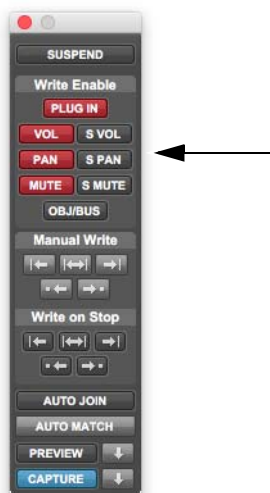 SUSPEND
Write Enable
PLUG IN
VOL S VOL
PAN S PAN
MUTE S MUTE
OBJ/BUS
Manual Write
Write on Stop
AUTO JOIN
AUTO MATCH
PREVIEW
CAPTURE